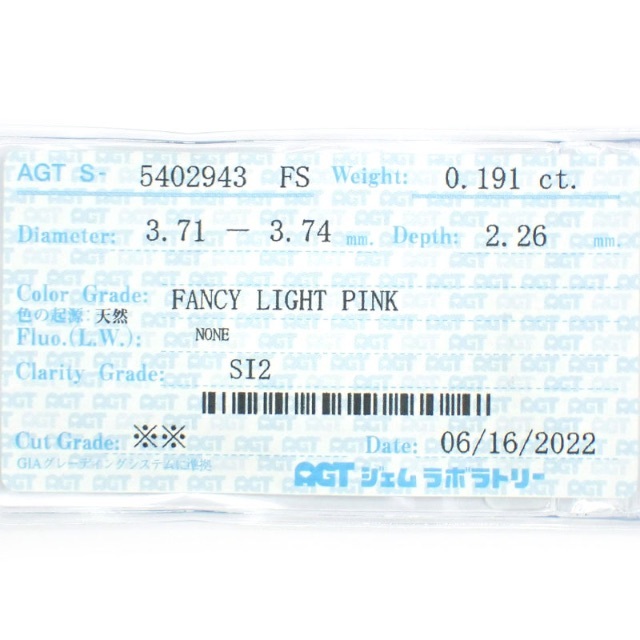 AGT S- 5402943 FS Weight: 0.191 ct.
Diameter: 3.71 — 3.74 mm. Depth: 2.26 mm.
Color Grade: FANCY LIGHT PINK
色の起源:天然
Fluo.(L.W.): NONE
Clarity Grade: SI2
Cut Grade: ※※ Date: 06/16/2022
GIAグレーディングシステムに準拠
AGT ジェム ラボラトリー